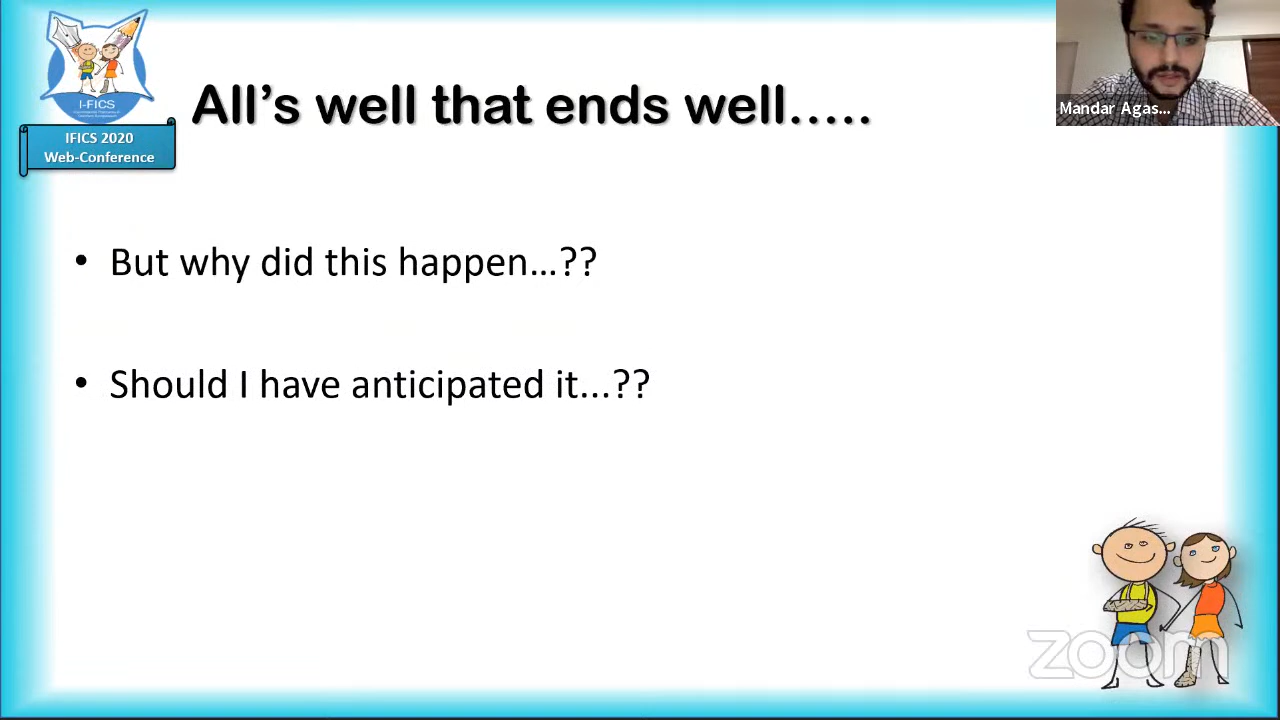 I-FICS
IFICS 2020
Web-Conference
All's well that ends well.....
Mandar Agas...
• But why did this happen...??
• Should I have anticipated it...??
zoom